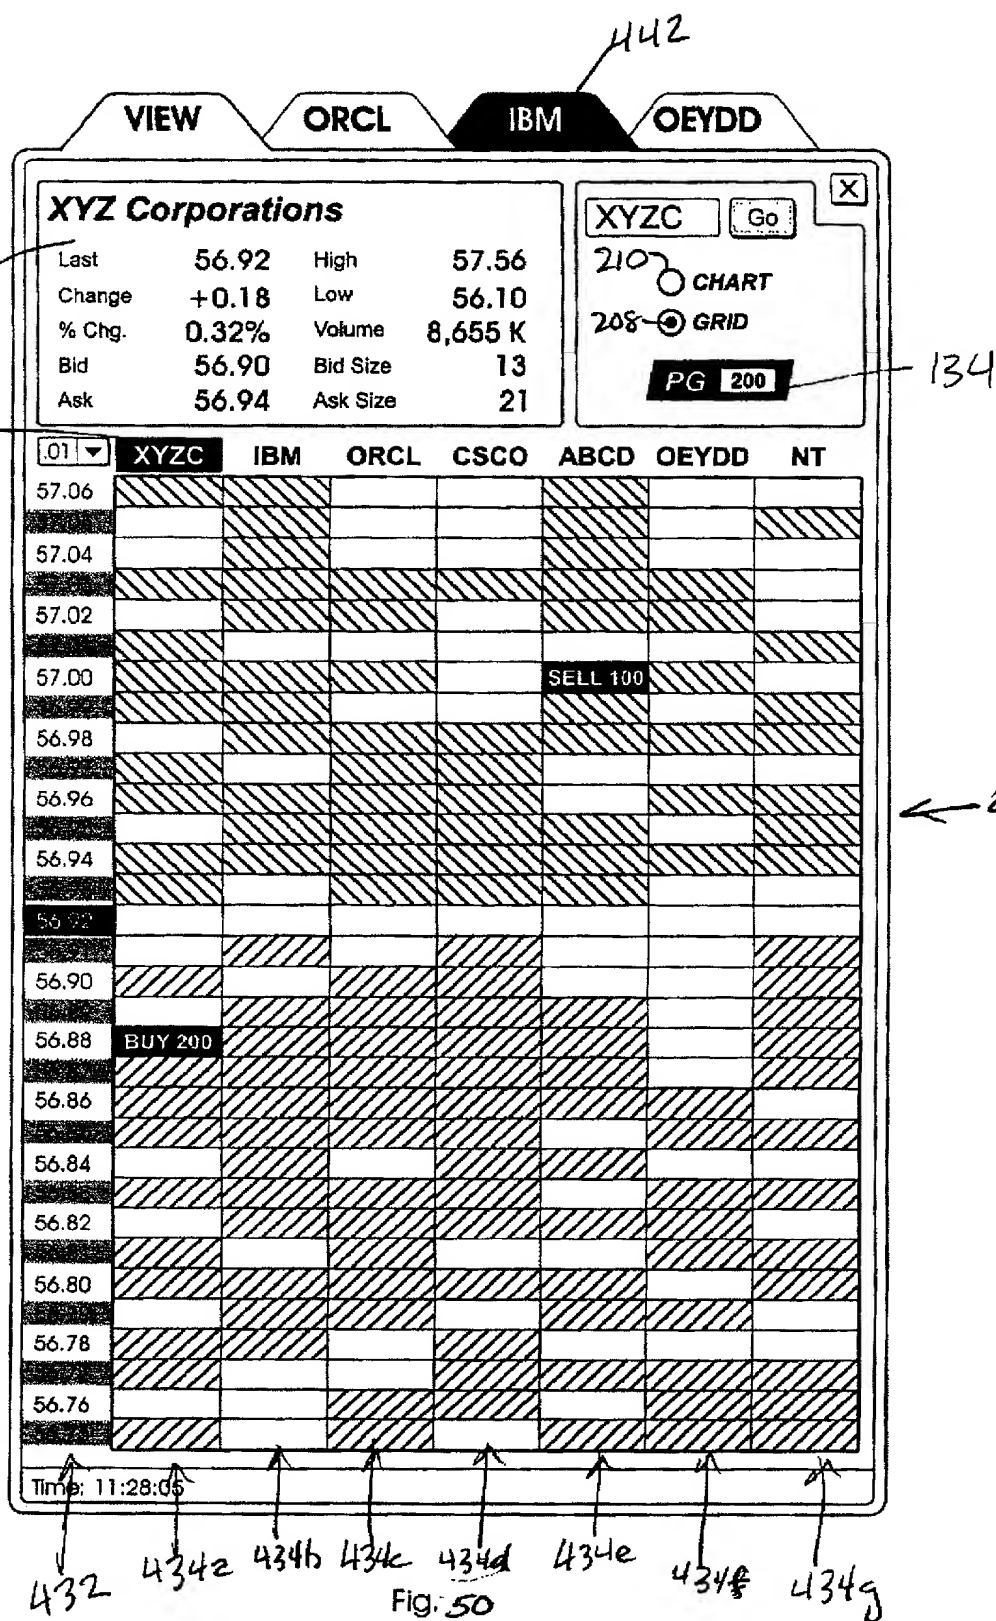 442
VIEW ORCL IBM OEYDD
XYZ Corporations
Last 56.92 High 57.56
Change +0.18 Low 56.10
% Chg. 0.32% Volume 8,655 K
Bid 56.90 Bid Size 13
Ask 56.94 Ask Size 21
X
XYZC Go
210 CHART
208 GRID
PG 200
134
.01 XYZC IBM ORCL CSCO ABCD OEYDD NT
57.06
57.04
57.02
57.00 SELL 100
56.98
56.96
56.94
56.92
56.90
56.88 BUY 200
56.86
56.84
56.82
56.80
56.78
56.76
Time: 11:28:05
432 434a 434b 434c 434d 434e 434f 434g
Fig. 50